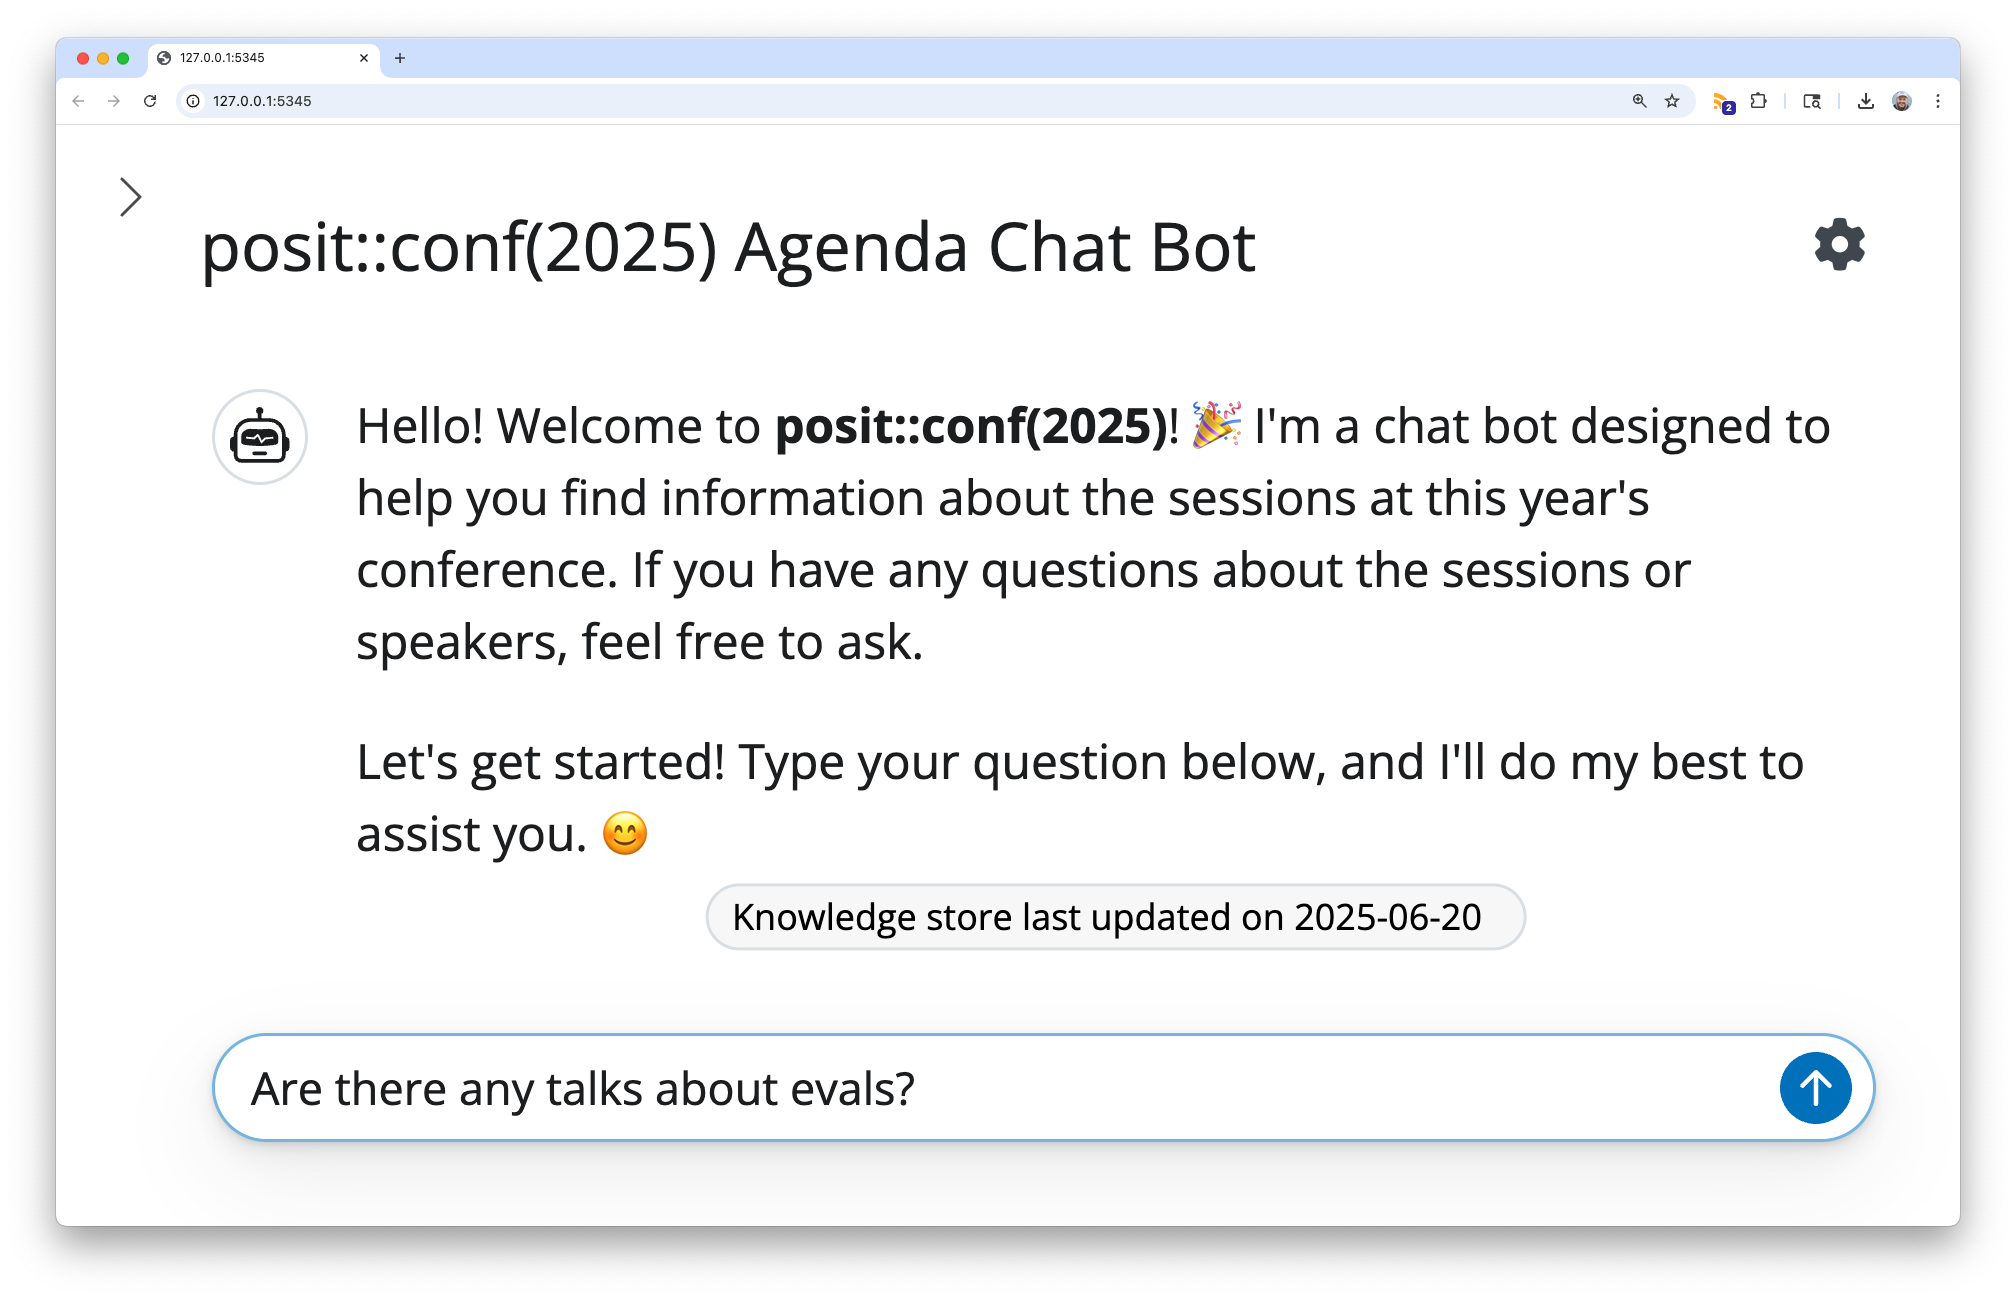 127.0.0.1:5345
127.0.0.1:5345
2
posit::conf(2025) Agenda Chat Bot
Hello! Welcome to posit::conf(2025)! 🎉 I'm a chat bot designed to
help you find information about the sessions at this year's
conference. If you have any questions about the sessions or
speakers, feel free to ask.
Let's get started! Type your question below, and I'll do my best to
assist you. 😊
Knowledge store last updated on 2025-06-20
Are there any talks about evals?